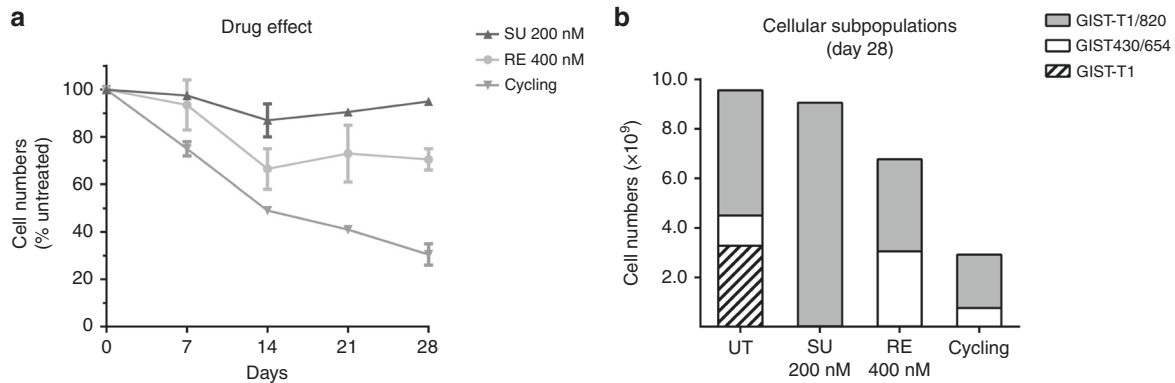 a
Drug effect
SU 200 nM
RE 400 nM
Cycling
Cell numbers
(% untreated)
100
80
60
40
20
0
0 7 14 21 28
Days
b
Cellular subpopulations
(day 28)
GIST-T1/820
GIST430/654
GIST-T1
Cell numbers (×10⁹)
10.0
8.0
6.0
4.0
2.0
UT SU RE Cycling
200 nM 400 nM